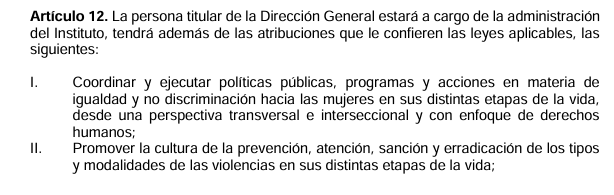 Artículo 12. La persona titular de la Dirección General estará a cargo de la administración
del Instituto, tendrá además de las atribuciones que le confieren las leyes aplicables, las
siguientes:
I. Coordinar y ejecutar políticas públicas, programas y acciones en materia de
igualdad y no discriminación hacia las mujeres en sus distintas etapas de la vida,
desde una perspectiva transversal e interseccional y con enfoque de derechos
humanos;
II. Promover la cultura de la prevención, atención, sanción y erradicación de los tipos
y modalidades de las violencias en sus distintas etapas de la vida;